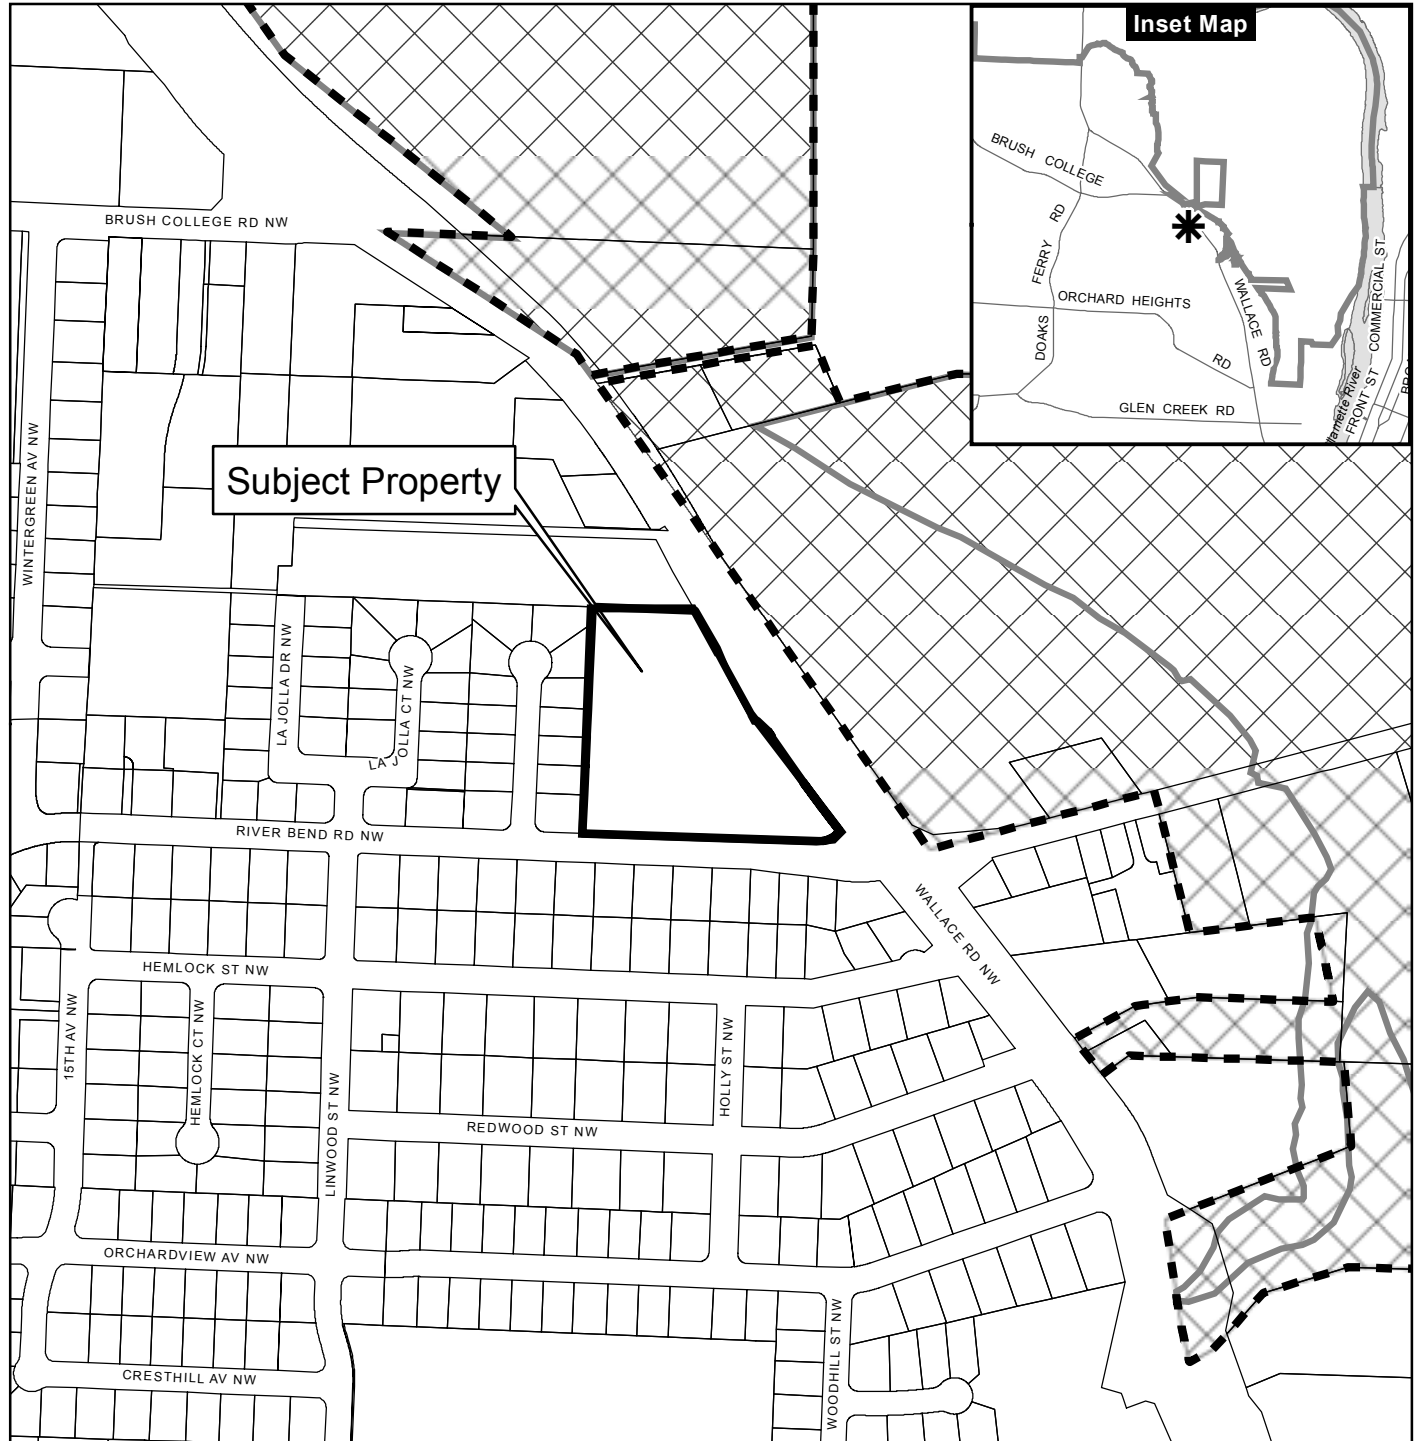 Inset Map
BRUSH COLLEGE
DOAKS FERRY RD
ORCHARD HEIGHTS
RD
WALLACE RD
GLEN CREEK RD
FRONT ST
COMMERCIAL ST
River
BRUSH COLLEGE RD NW
WINTERGREEN AV NW
Subject Property
LA JOLLA DR NW
LA JOLLA CT NW
RIVER BEND RD NW
WALLACE RD NW
HEMLOCK ST NW
15TH AV NW
HEMLOCK CT NW
LINWOOD ST NW
HOLLY ST NW
REDWOOD ST NW
ORCHARDVIEW AV NW
WOODHILL ST NW
CRESTHILL AV NW